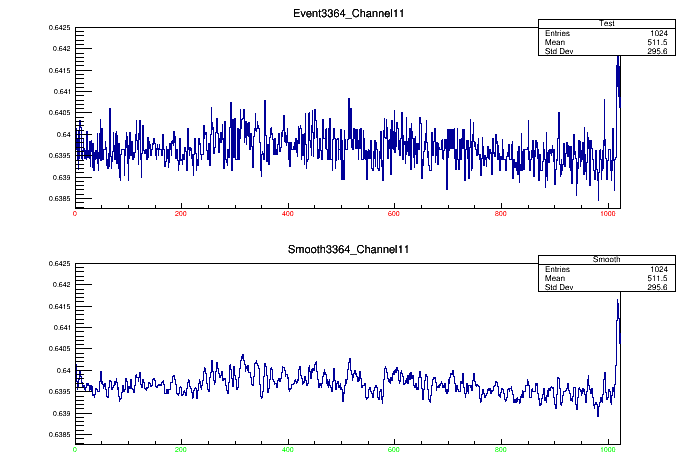 Event3364_Channel11
Test
Entries 1024
Mean 511.5
Std Dev 295.6
0.6425
0.642
0.6415
0.641
0.6405
0.64
0.6395
0.639
0.6385
0 200 400 600 800 1000
Smooth3364_Channel11
Smooth
Entries 1024
Mean 511.5
Std Dev 295.6
0.6425
0.642
0.6415
0.641
0.6405
0.64
0.6395
0.639
0.6385
0 200 400 600 800 1000